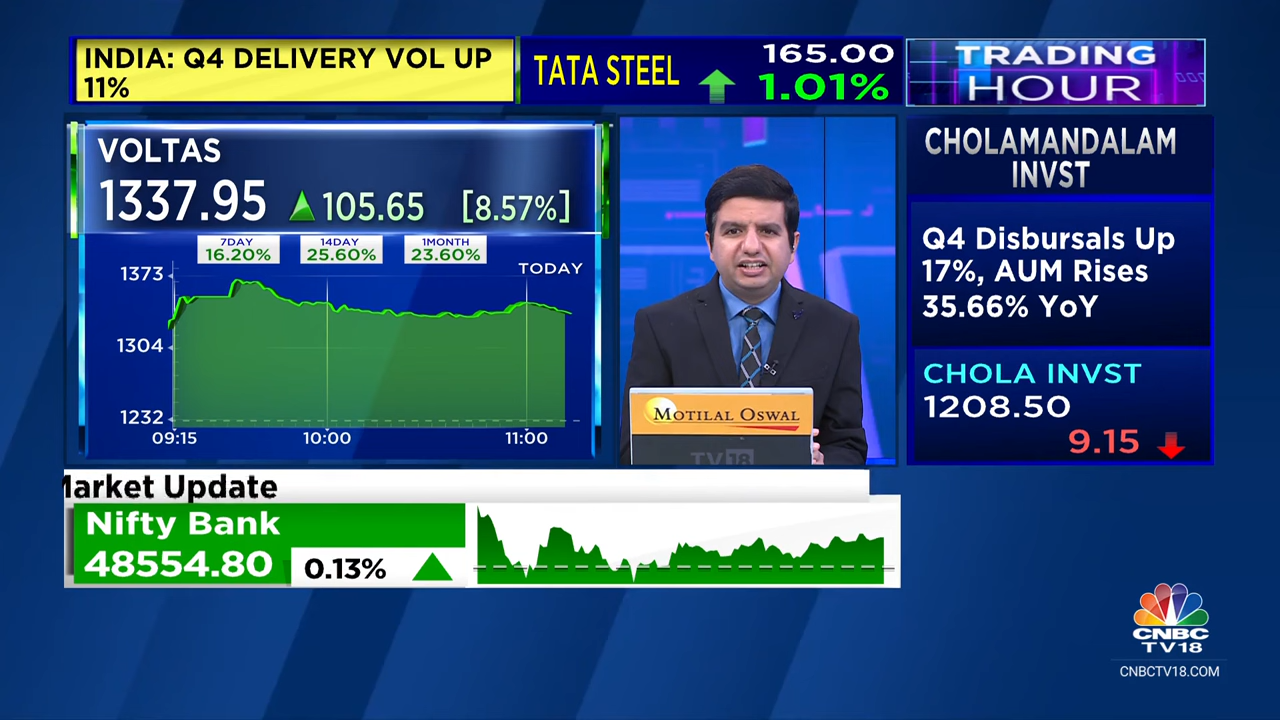 INDIA: Q4 DELIVERY VOL UP
11%
TATA STEEL
165.00
1.01%
TRADING
HOUR
VOLTAS
1337.95 105.65 [8.57%]
7DAY
16.20%
14DAY
25.60%
1MONTH
23.60%
TODAY
1373
1304
1232
09:15
10:00
11:00
MOTILAL OSWAL
TV18
CHOLAMANDALAM
INVST
Q4 Disbursals Up
17%, AUM Rises
35.66% YoY
CHOLA INVST
1208.50
9.15
Market Update
Nifty Bank
48554.80
0.13%
CNBC
TV18
CNBCTV18.COM